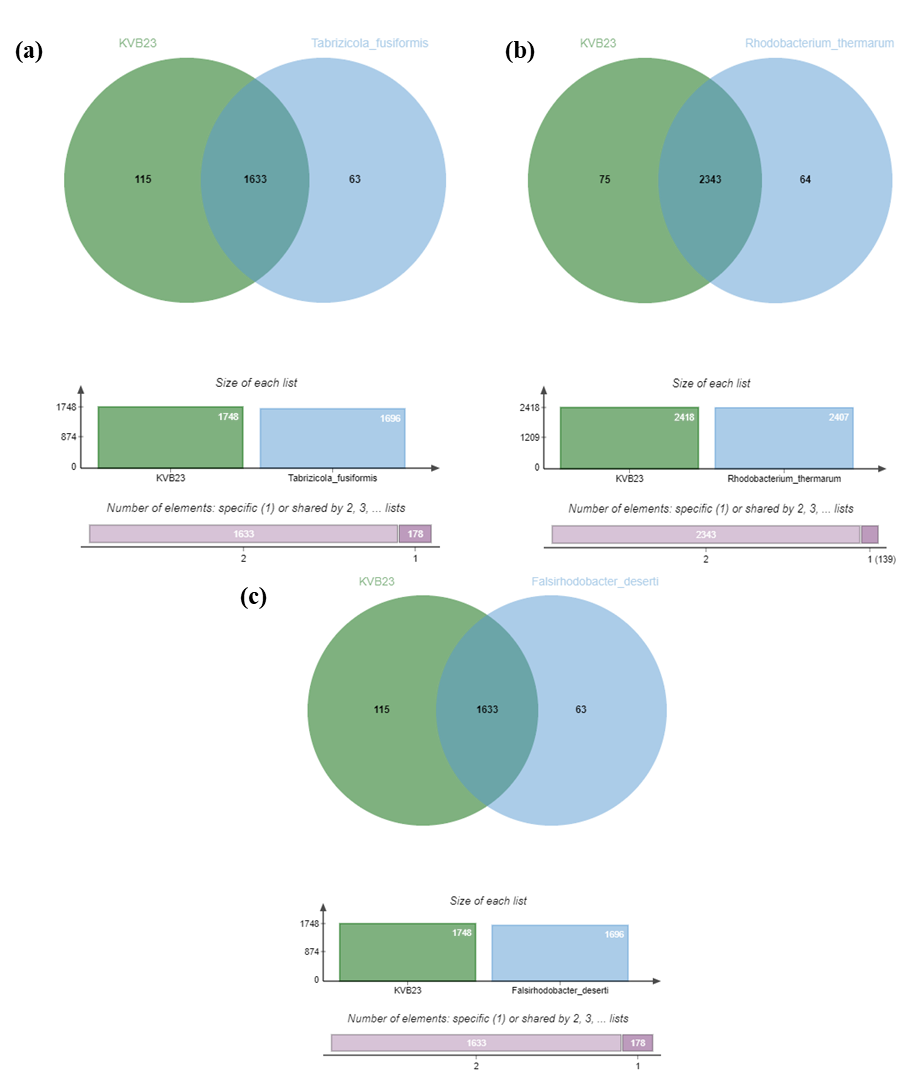 (a)
KVB23
Tabrizicola_fusiformis
115
1633
63
Size of each list
1748
874
0
1748
1696
KVB23
Tabrizicola_fusiformis
Number of elements: specific (1) or shared by 2, 3, ... lists
1633
178
2
1
(b)
KVB23
Rhodobacterium_thermarum
75
2343
64
Size of each list
2418
1209
0
2418
2407
KVB23
Rhodobacterium_thermarum
Number of elements: specific (1) or shared by 2, 3, ... lists
2343
2
1 (139)
(c)
KVB23
Falsirhodobacter_deserti
115
1633
63
Size of each list
1748
874
0
1748
1696
KVB23
Falsirhodobacter_deserti
Number of elements: specific (1) or shared by 2, 3, ... lists
1633
178
2
1